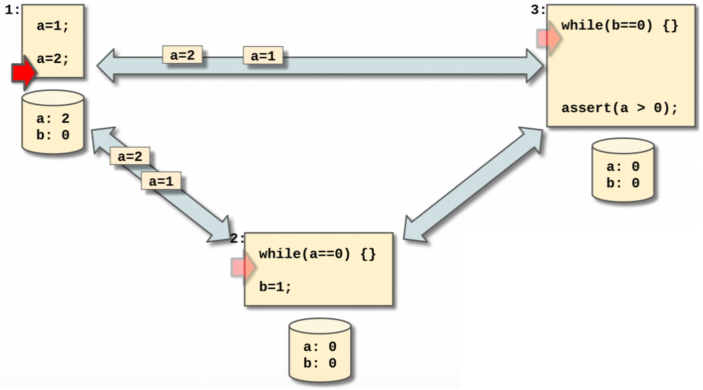 1:
a=1;
a=2;
a: 2
b: 0
a=2
a=1
3:
while(b==0) {}
assert(a > 0);
a: 0
b: 0
a=2
a=1
2:
while(a==0) {}
b=1;
a: 0
b: 0